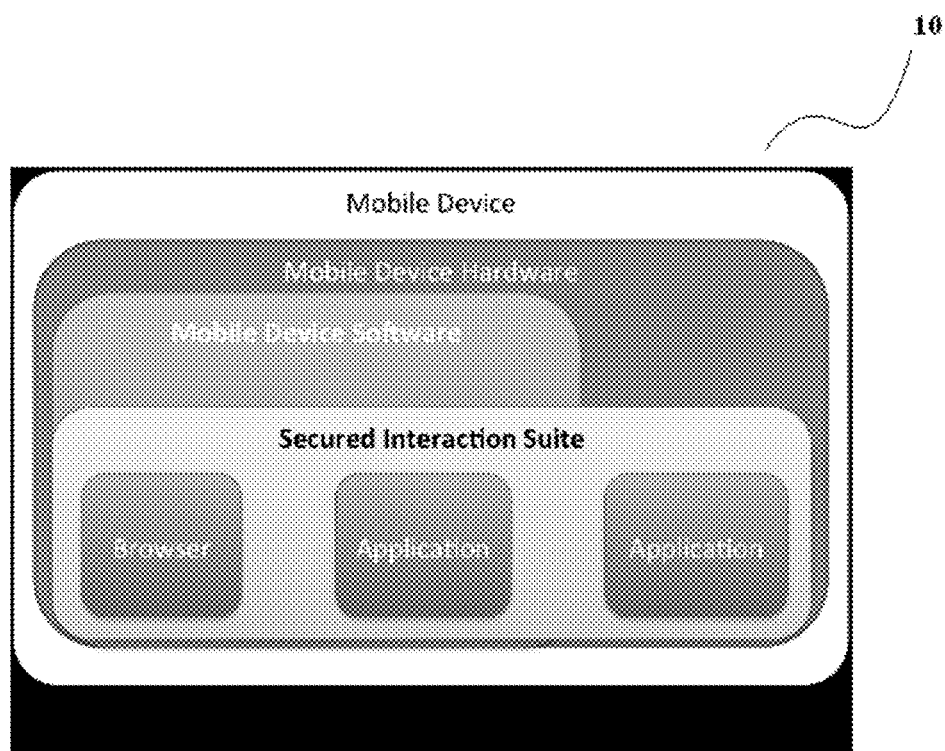 10
Mobile Device
Mobile Device Hardware
Mobile Device Software
Secured Interaction Suite
Browser Application Application